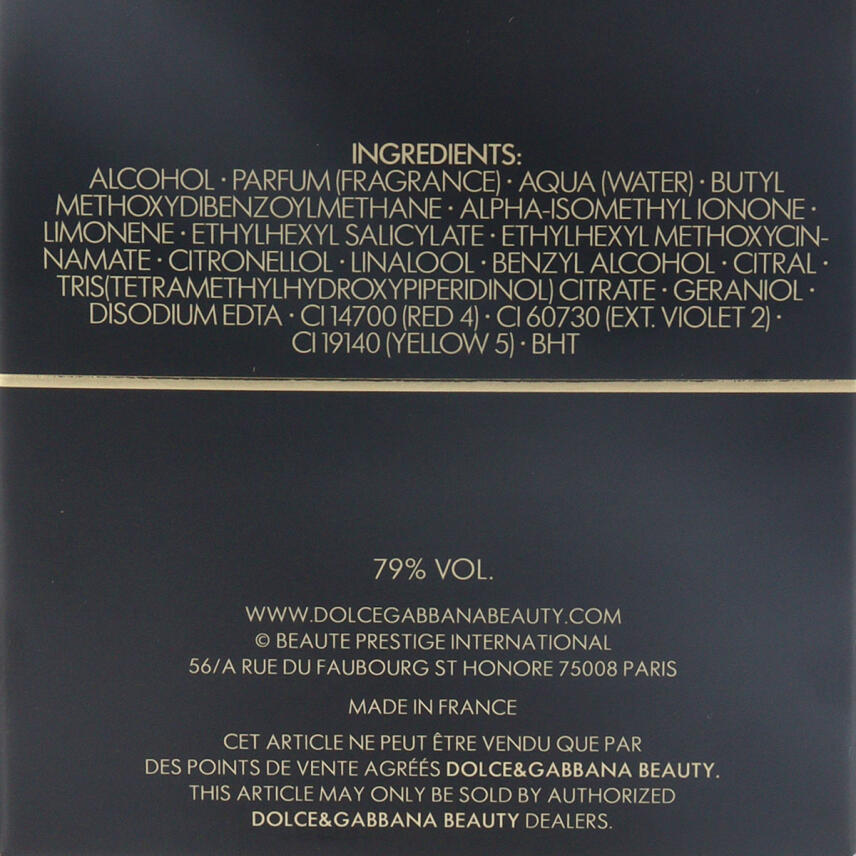 INGREDIENTS:
ALCOHOL · PARFUM (FRAGRANCE) · AQUA (WATER) · BUTYL
METHOXYDIBENZOYLMETHANE · ALPHA-ISOMETHYL IONONE ·
LIMONENE · ETHYLHEXYL SALICYLATE · ETHYLHEXYL METHOXYCIN-
NAMATE · CITRONELLOL · LINALOOL · BENZYL ALCOHOL · CITRAL ·
TRIS(TETRAMETHYLHYDROXYPIPERIDINOL) CITRATE · GERANIOL ·
DISODIUM EDTA · CI 14700 (RED 4) · CI 60730 (EXT. VIOLET 2) ·
CI 19140 (YELLOW 5) · BHT
79% VOL.
WWW.DOLCEGABBANABEAUTY.COM
© BEAUTE PRESTIGE INTERNATIONAL
56/A RUE DU FAUBOURG ST HONORE 75008 PARIS
MADE IN FRANCE
CET ARTICLE NE PEUT ÊTRE VENDU QUE PAR
DES POINTS DE VENTE AGRÉÉS DOLCE&GABBANA BEAUTY.
THIS ARTICLE MAY ONLY BE SOLD BY AUTHORIZED
DOLCE&GABBANA BEAUTY DEALERS.